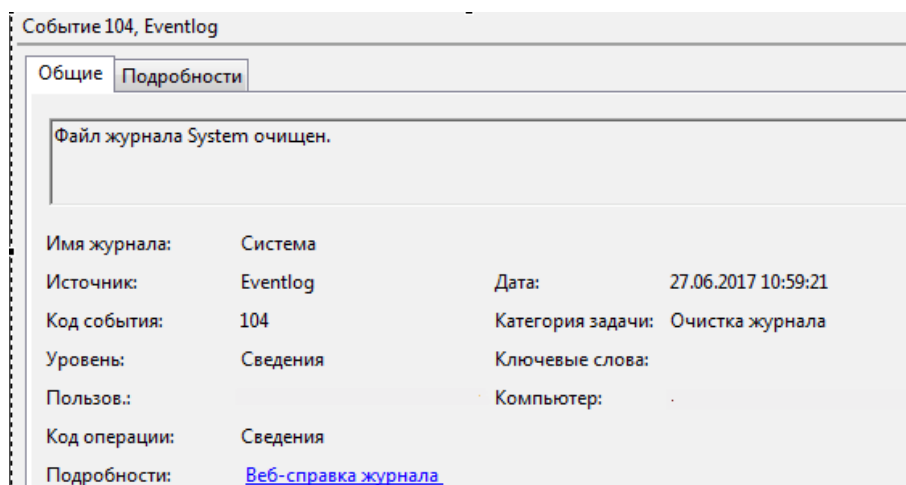 Событие 104, Eventlog
Общие Подробности
Файл журнала System очищен.
Имя журнала: Система
Источник: Eventlog Дата: 27.06.2017 10:59:21
Код события: 104 Категория задачи: Очистка журнала
Уровень: Сведения Ключевые слова:
Пользов.: Компьютер:
Код операции: Сведения
Подробности: Веб-справка журнала